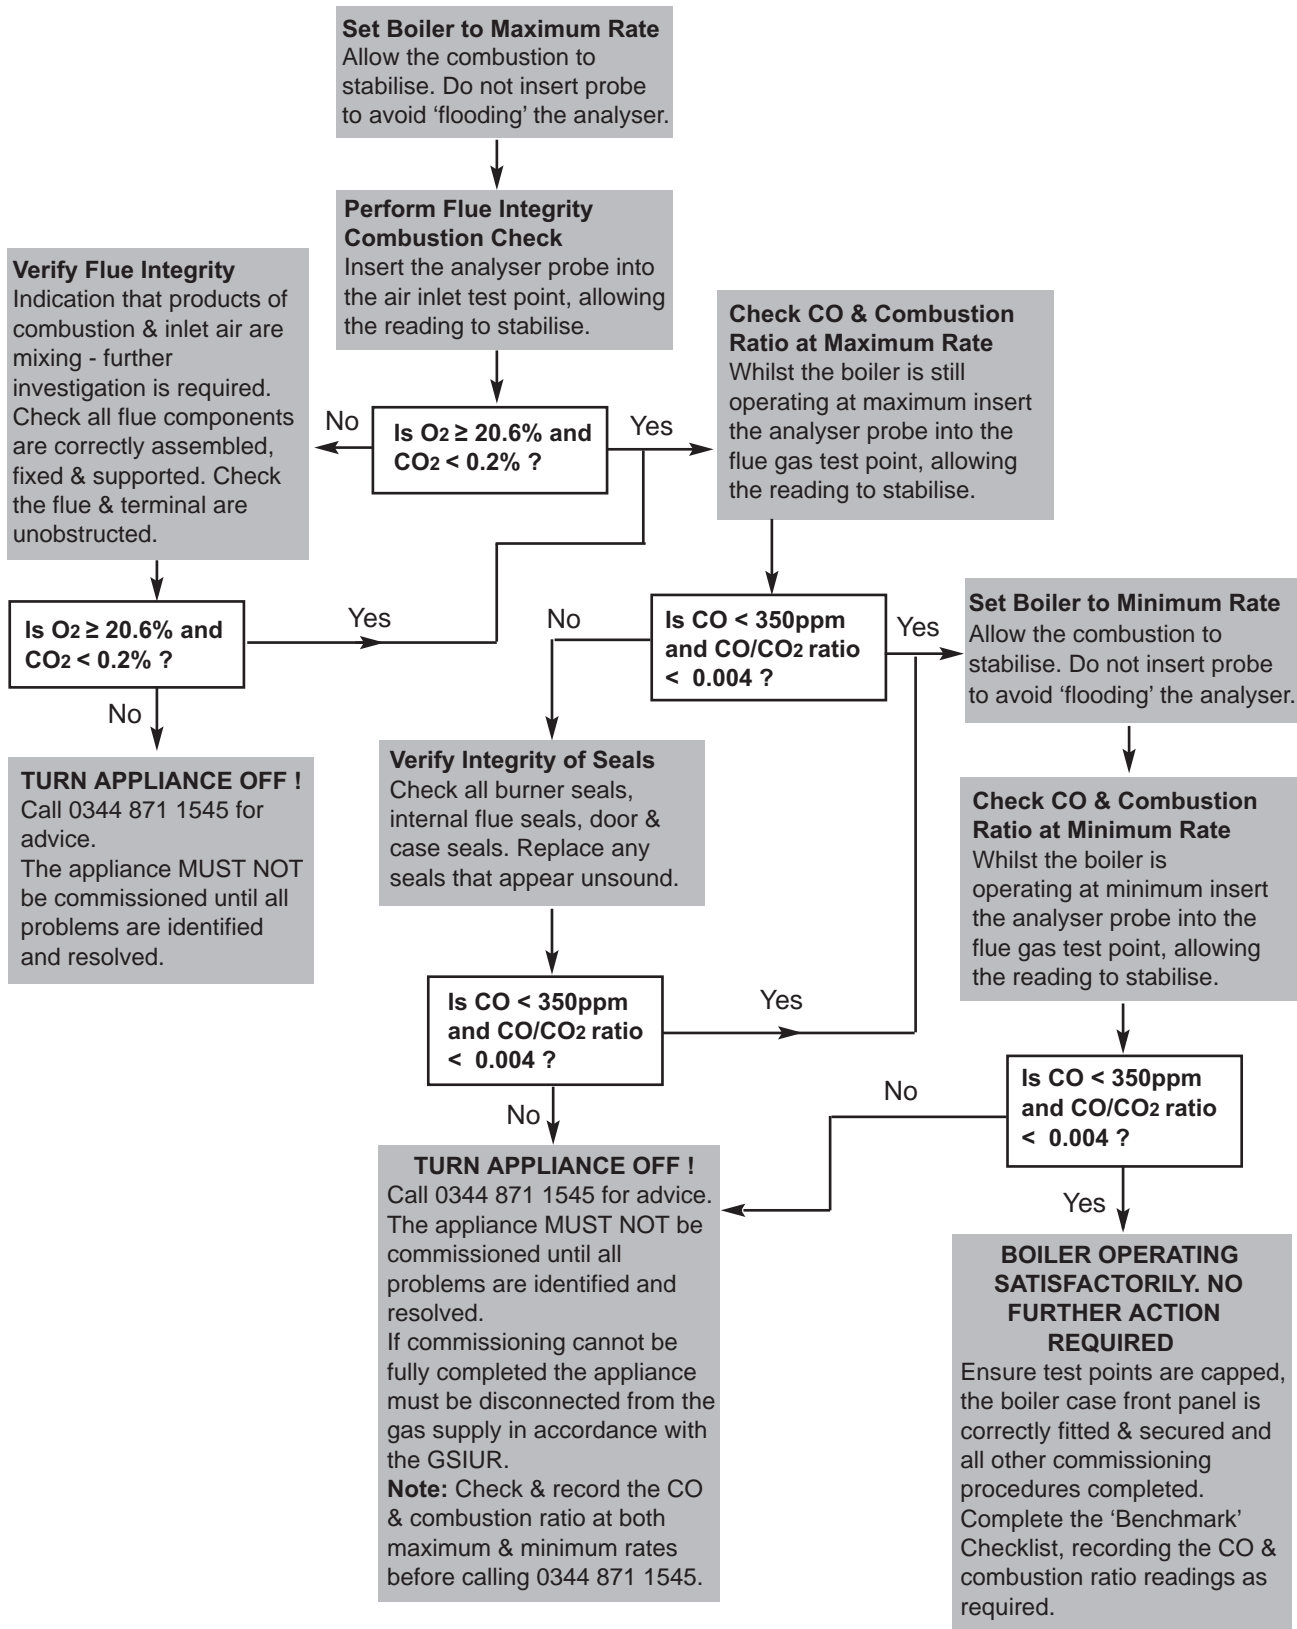 Set Boiler to Maximum Rate
Allow the combustion to
stabilise. Do not insert probe
to avoid ‘flooding’ the analyser.
Perform Flue Integrity
Combustion Check
Insert the analyser probe into
the air inlet test point, allowing
the reading to stabilise.
Verify Flue Integrity
Indication that products of
combustion & inlet air are
mixing - further
investigation is required.
Check all flue components
are correctly assembled,
fixed & supported. Check
the flue & terminal are
unobstructed.
No
Is O2 ≥ 20.6% and
CO2 < 0.2% ?
Yes
Check CO & Combustion
Ratio at Maximum Rate
Whilst the boiler is still
operating at maximum insert
the analyser probe into the
flue gas test point, allowing
the reading to stabilise.
Is O2 ≥ 20.6% and
CO2 < 0.2% ?
Yes
No
TURN APPLIANCE OFF !
Call 0344 871 1545 for
advice.
The appliance MUST NOT
be commissioned until all
problems are identified
and resolved.
No
Is CO < 350ppm
and CO/CO2 ratio
< 0.004 ?
Yes
Set Boiler to Minimum Rate
Allow the combustion to
stabilise. Do not insert probe
to avoid ‘flooding’ the analyser.
Verify Integrity of Seals
Check all burner seals,
internal flue seals, door &
case seals. Replace any
seals that appear unsound.
Check CO & Combustion
Ratio at Minimum Rate
Whilst the boiler is
operating at minimum insert
the analyser probe into the
flue gas test point, allowing
the reading to stabilise.
Is CO < 350ppm
and CO/CO2 ratio
< 0.004 ?
Yes
No
Is CO < 350ppm
and CO/CO2 ratio
< 0.004 ?
No
Yes
TURN APPLIANCE OFF !
Call 0344 871 1545 for advice.
The appliance MUST NOT be
commissioned until all
problems are identified and
resolved.
If commissioning cannot be
fully completed the appliance
must be disconnected from the
gas supply in accordance with
the GSIUR.
Note: Check & record the CO
& combustion ratio at both
maximum & minimum rates
before calling 0344 871 1545.
BOILER OPERATING
SATISFACTORILY. NO
FURTHER ACTION
REQUIRED
Ensure test points are capped,
the boiler case front panel is
correctly fitted & secured and
all other commissioning
procedures completed.
Complete the ‘Benchmark’
Checklist, recording the CO &
combustion ratio readings as
required.